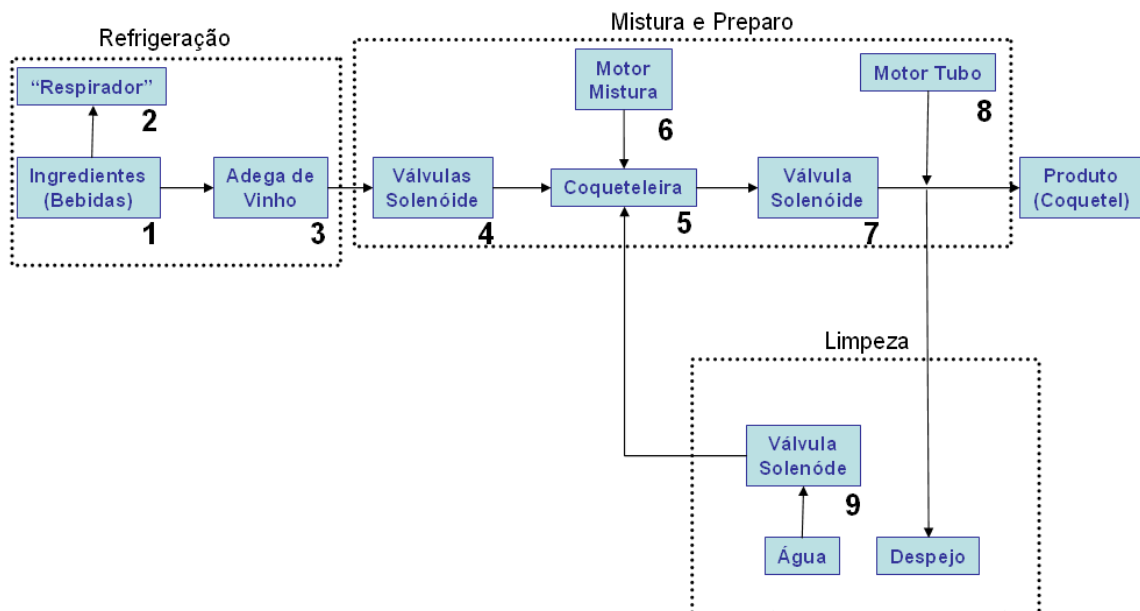 Refrigeração
“Respirador”
2
Ingredientes
(Bebidas)
1
Adega de
Vinho
3
Mistura e Preparo
Motor
Mistura
6
Motor Tubo
8
Válvulas
Solenóide
4
Coqueteleira
5
Válvula
Solenóide
7
Produto
(Coquetel)
Limpeza
Válvula
Solenóde
9
Água
Despejo